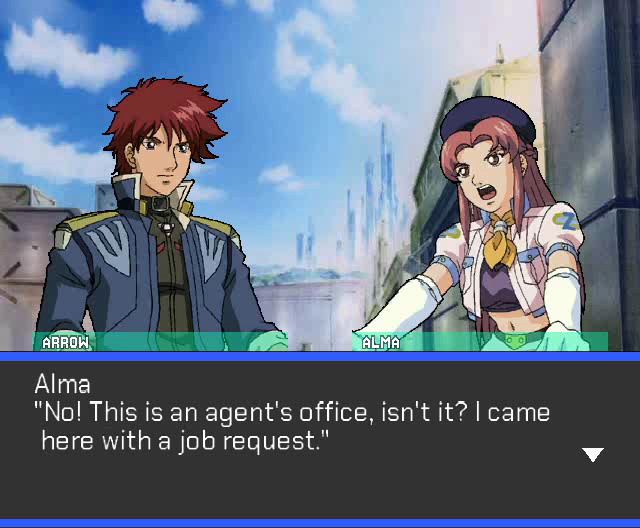 ARROW
ALMA
Alma
"No! This is an agent's office, isn't it? I came
here with a job request."